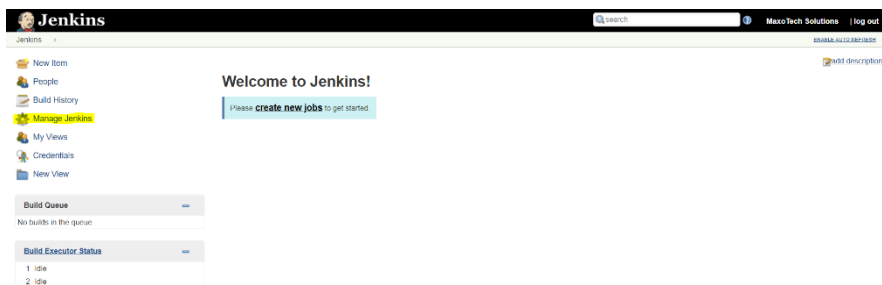 Jenkins
search
MaxoTech Solutions | log out
Jenkins
ENABLE AUTO REFRESH
add description
New Item
People
Build History
Manage Jenkins
My Views
Credentials
New View
Welcome to Jenkins!
Please create new jobs to get started.
Build Queue
No builds in the queue.
Build Executor Status
1 Idle
2 Idle